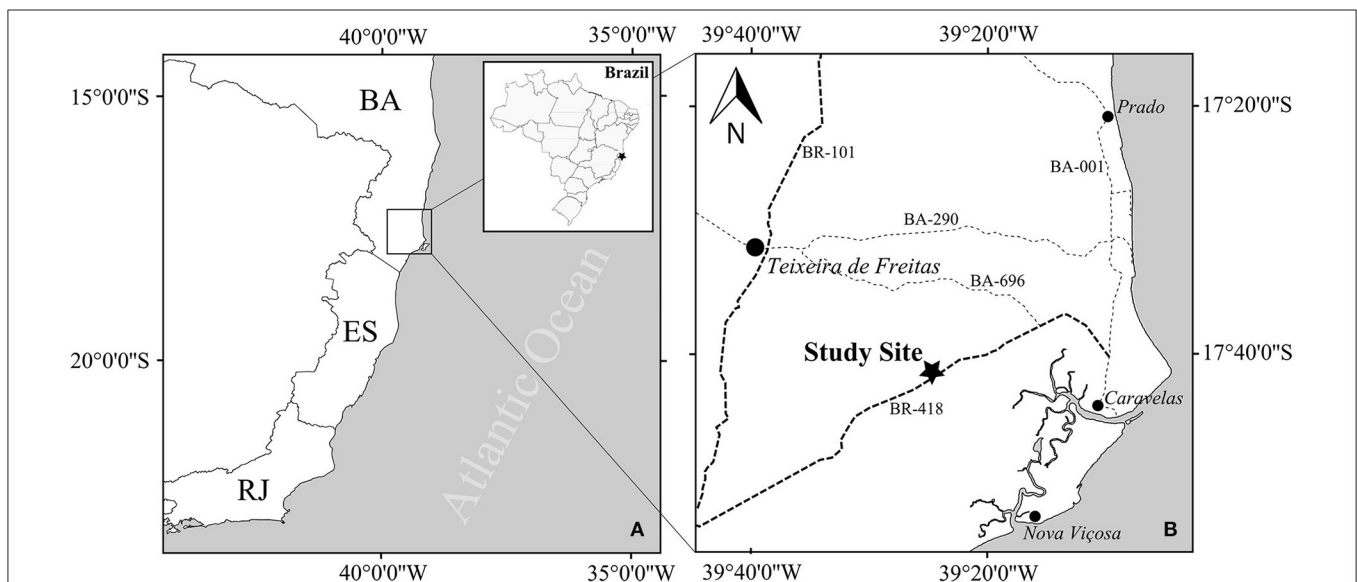 40°0'0"W
35°0'0"W
15°0'0"S
20°0'0"S
BA
ES
RJ
Brazil
Atlantic Ocean
A
40°0'0"W
35°0'0"W
39°40'0"W
39°20'0"W
17°20'0"S
17°40'0"S
N
BR-101
Prado
BA-001
BA-290
Teixeira de Freitas
BA-696
Study Site
BR-418
Caravelas
Nova Viçosa
B
39°40'0"W
39°20'0"W